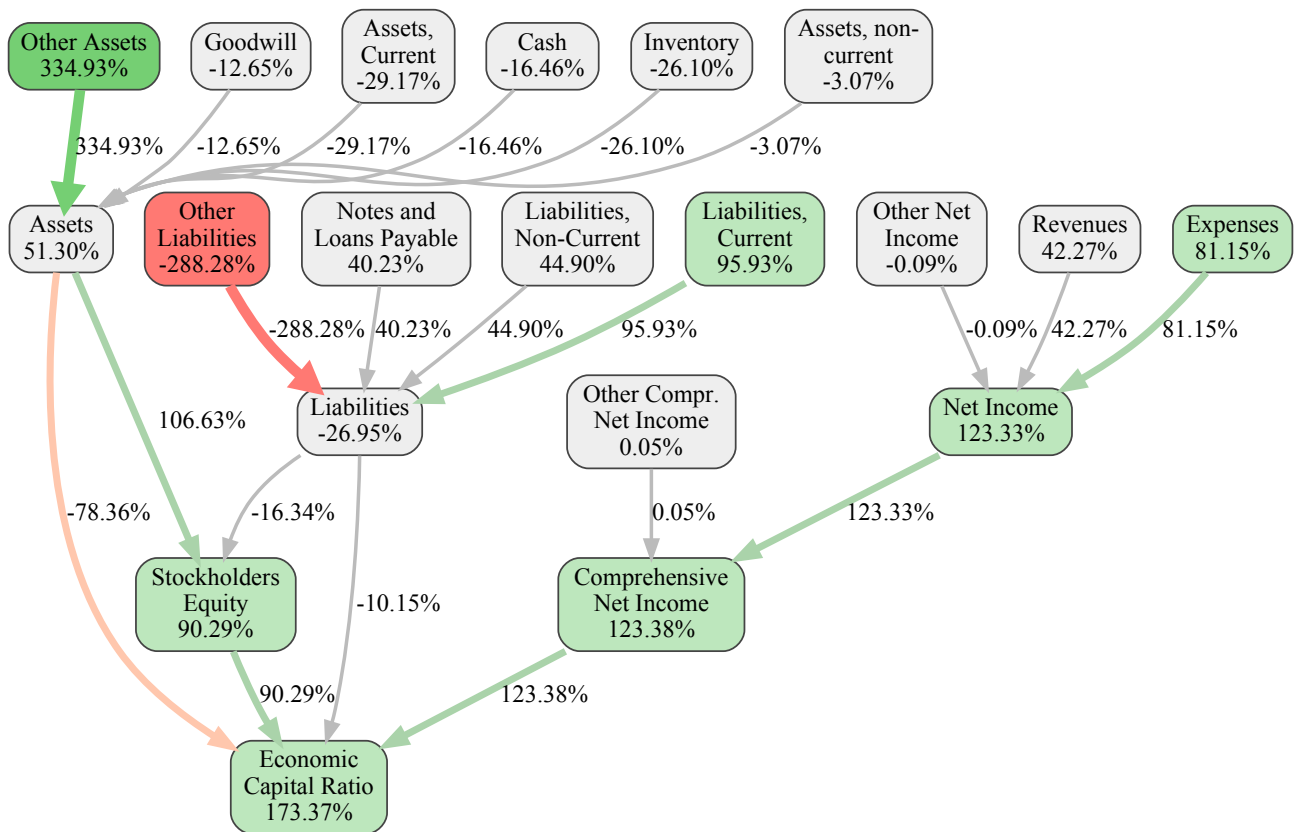 Other Assets
334.93%
Goodwill
-12.65%
Assets,
Current
-29.17%
Cash
-16.46%
Inventory
-26.10%
Assets, non-
current
-3.07%
334.93%
-12.65%
-29.17%
-16.46%
-26.10%
-3.07%
Assets
51.30%
Other
Liabilities
-288.28%
Notes and
Loans Payable
40.23%
Liabilities,
Non-Current
44.90%
Liabilities,
Current
95.93%
Other Net
Income
-0.09%
Revenues
42.27%
Expenses
81.15%
-288.28%
40.23%
44.90%
95.93%
-0.09%
42.27%
81.15%
Liabilities
-26.95%
Other Compr.
Net Income
0.05%
Net Income
123.33%
106.63%
-78.36%
-16.34%
0.05%
123.33%
Stockholders
Equity
90.29%
-10.15%
Comprehensive
Net Income
123.38%
90.29%
123.38%
Economic
Capital Ratio
173.37%